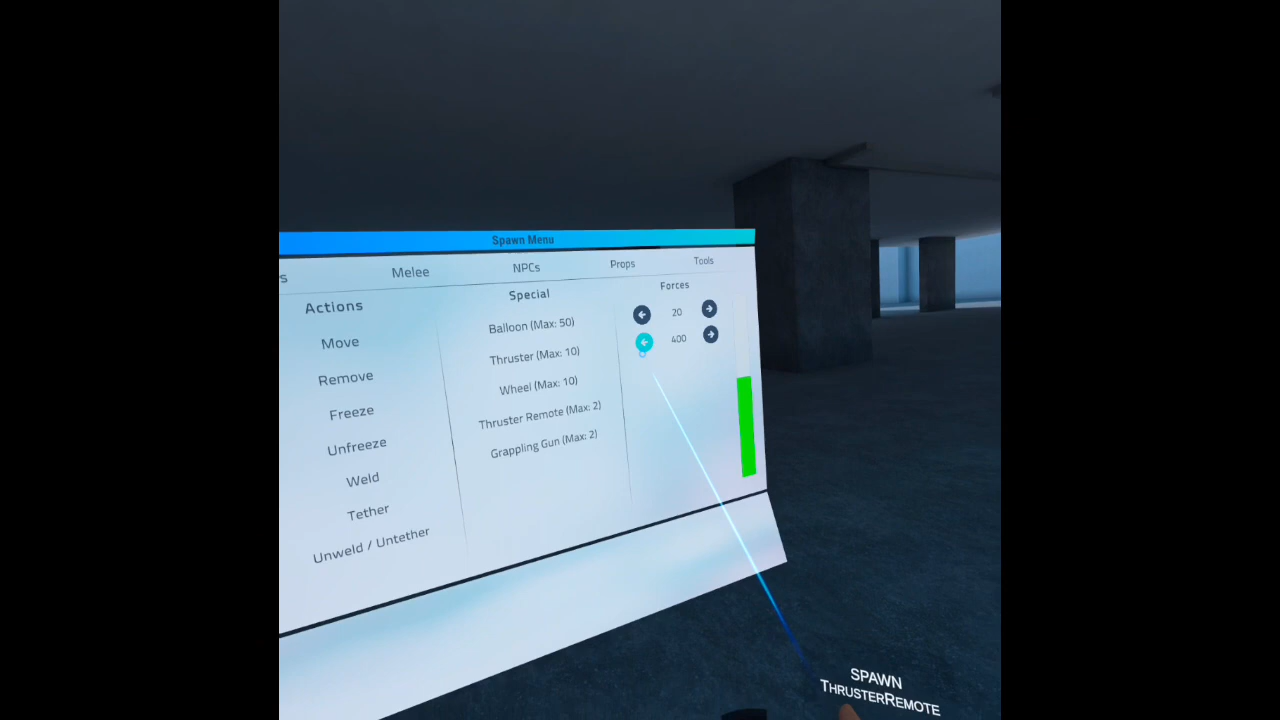 Spawn Menu
s
Melee
NPCs
Props
Tools
Actions
Move
Remove
Freeze
Unfreeze
Weld
Tether
Unweld / Untether
Special
Balloon (Max: 50)
Thruster (Max: 10)
Wheel (Max: 10)
Thruster Remote (Max: 2)
Grappling Gun (Max: 2)
Forces
20
400
SPAWN
THRUSTERREMOTE